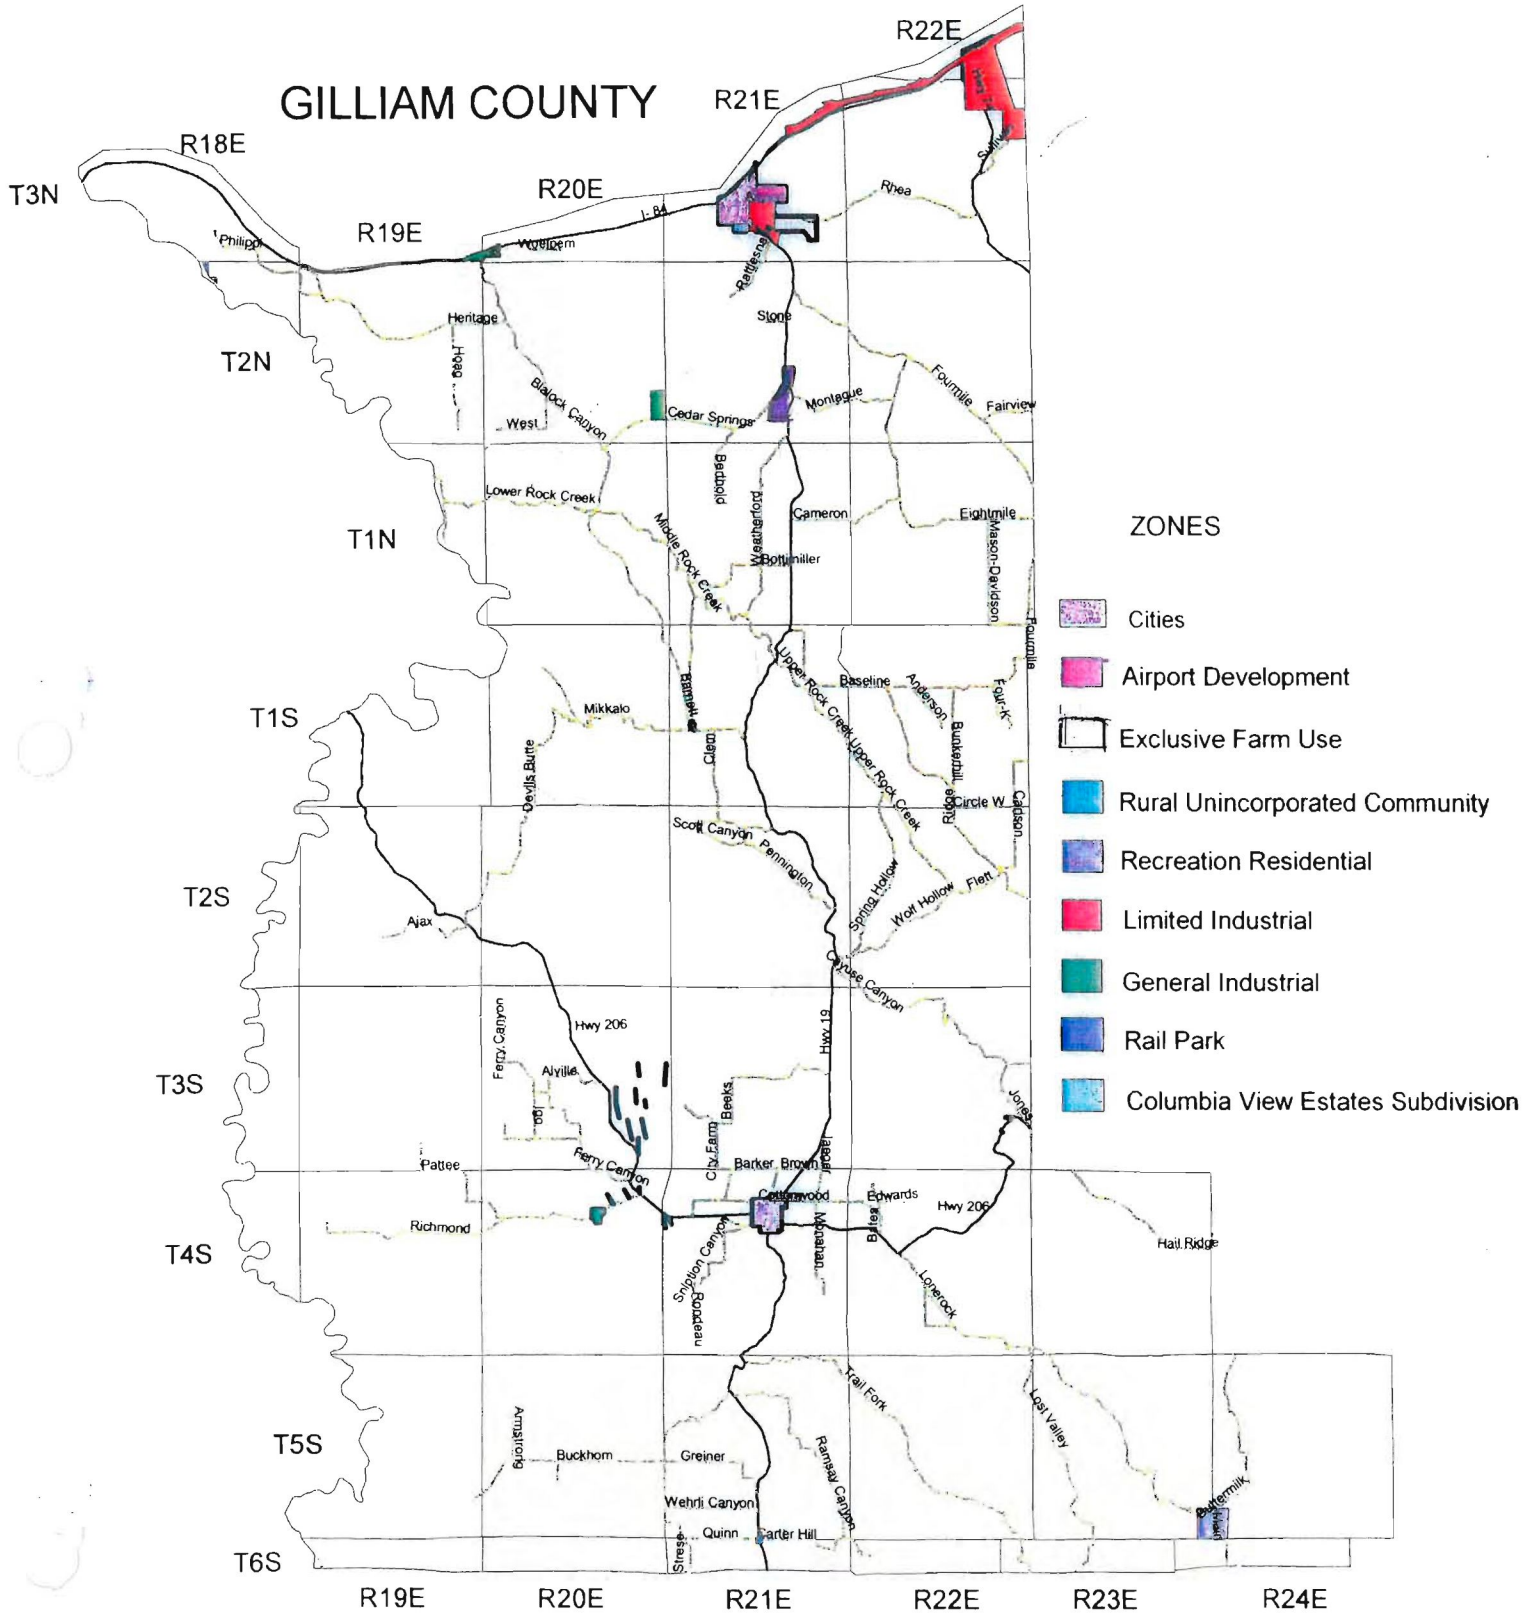 R22E
GILLIAM COUNTY
R21E
R18E
T3N
R20E
R19E
I-84
Philippi
Woelpern
Rhea
Heritage
Stone
T2N
Hoag
Blalock Canyon
West
Cedar Springs
Montague
Fourmile
Fairview
Lower Rock Creek
Weatherford
Cameron
Eightmile
T1N
Middle Rock Creek
Mason-Davidson
Fourmile
Upper Rock Creek
Baseline
Anderson
Four-K
T1S
Mikkalo
Clem
Upper Rock Creek
Bunkerhill
Devils Butte
Circle W
Ridge
Carlson
Scott Canyon
Pennington
T2S
Ajax
Spring Hollow
Wolf Hollow
Flett
Cayuse Canyon
Ferry Canyon
Hwy 206
Hwy 19
T3S
Alville
Beeks
Jones
City Farm
Jaeger
Pattee
Ferry Canyon
Barker
Brown
Cottonwood
Edwards
Richmond
Hwy 206
T4S
Sniption Canyon
Monahan
Hail Ridge
Rondeau
Lonerock
Trail Fork
Lost Valley
T5S
Armstrong
Buckhorn
Greiner
Ramsay Canyon
Wehrli Canyon
Buttermilk
Quinn
Carter Hill
T6S
R19E
R20E
R21E
R22E
R23E
R24E
ZONES
Cities
Airport Development
Exclusive Farm Use
Rural Unincorporated Community
Recreation Residential
Limited Industrial
General Industrial
Rail Park
Columbia View Estates Subdivision